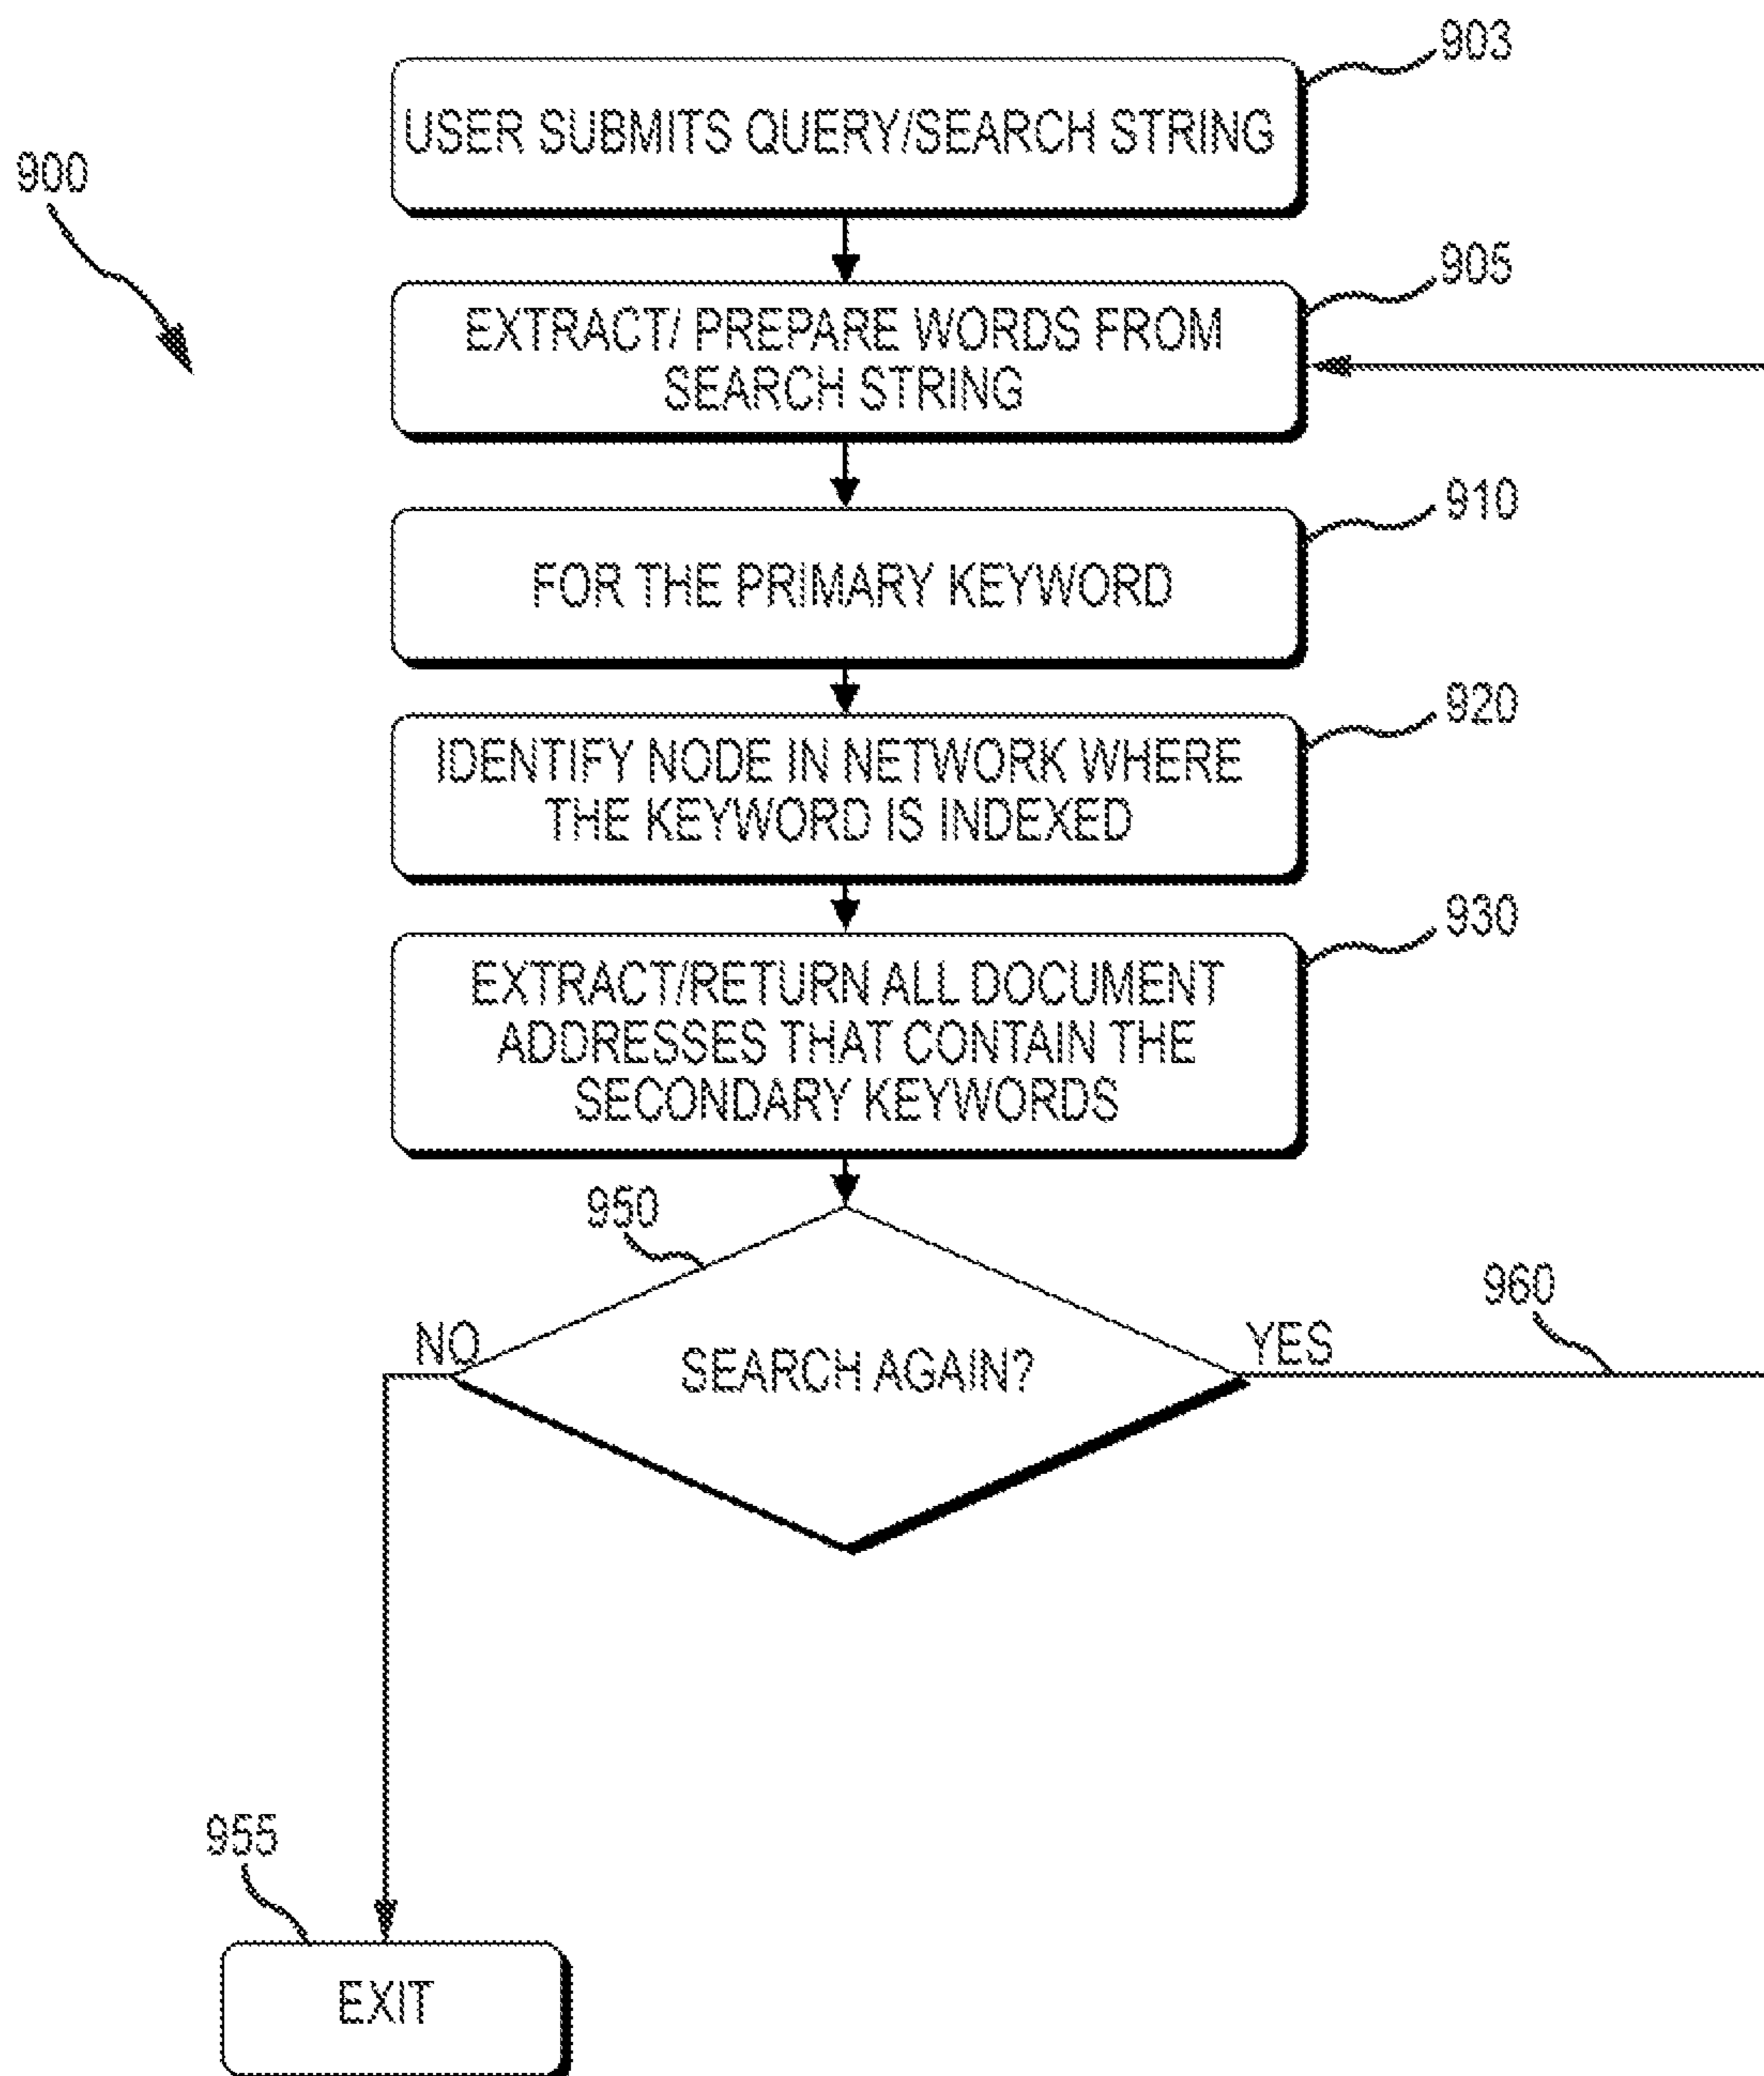 903
USER SUBMITS QUERY/SEARCH STRING
900
905
EXTRACT/ PREPARE WORDS FROM
SEARCH STRING
910
FOR THE PRIMARY KEYWORD
920
IDENTIFY NODE IN NETWORK WHERE
THE KEYWORD IS INDEXED
930
EXTRACT/RETURN ALL DOCUMENT
ADDRESSES THAT CONTAIN THE
SECONDARY KEYWORDS
950
960
NO
YES
SEARCH AGAIN?
955
EXIT